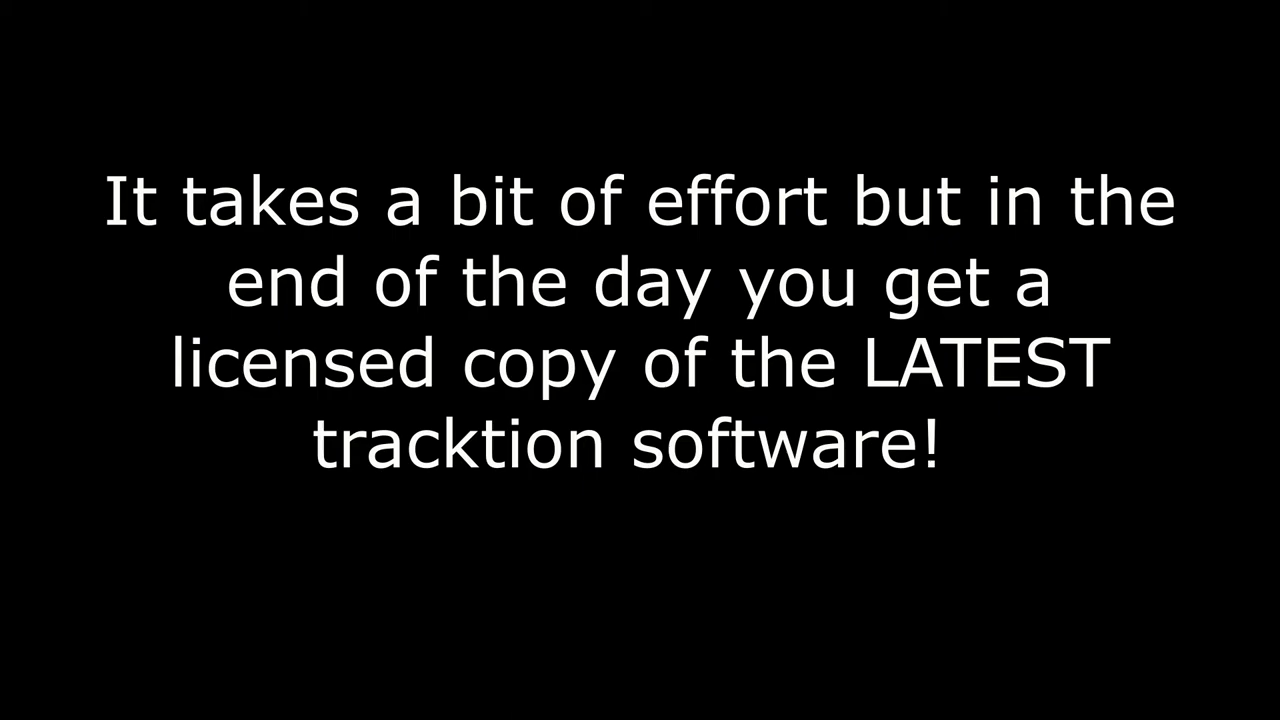 It takes a bit of effort but in the
end of the day you get a
licensed copy of the LATEST
tracktion software!